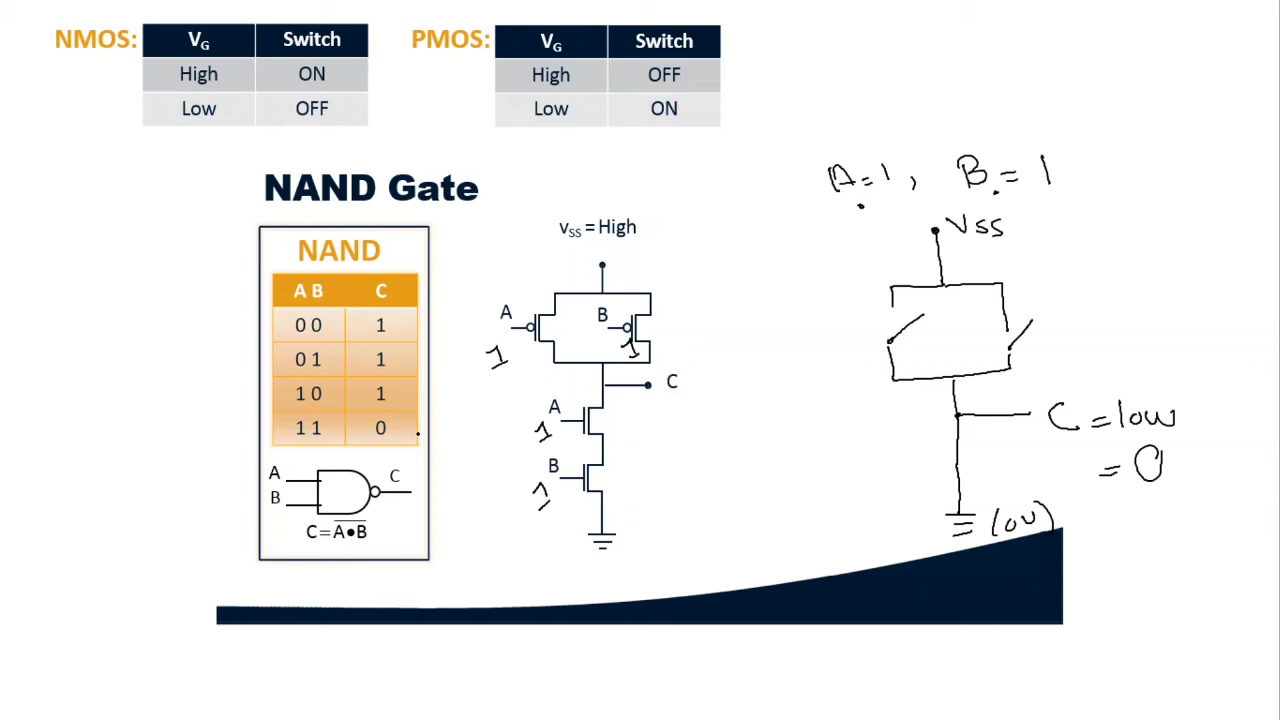 NMOS:
VG Switch
High ON
Low OFF
PMOS:
VG Switch
High OFF
Low ON
NAND Gate
NAND
A B C
0 0 1
0 1 1
1 0 1
1 1 0
A
B
C
C=A•B
vSS = High
A
1
B
1
C
A
1
B
1
A=1, B=1
VSS
C=low
=0
(0V)